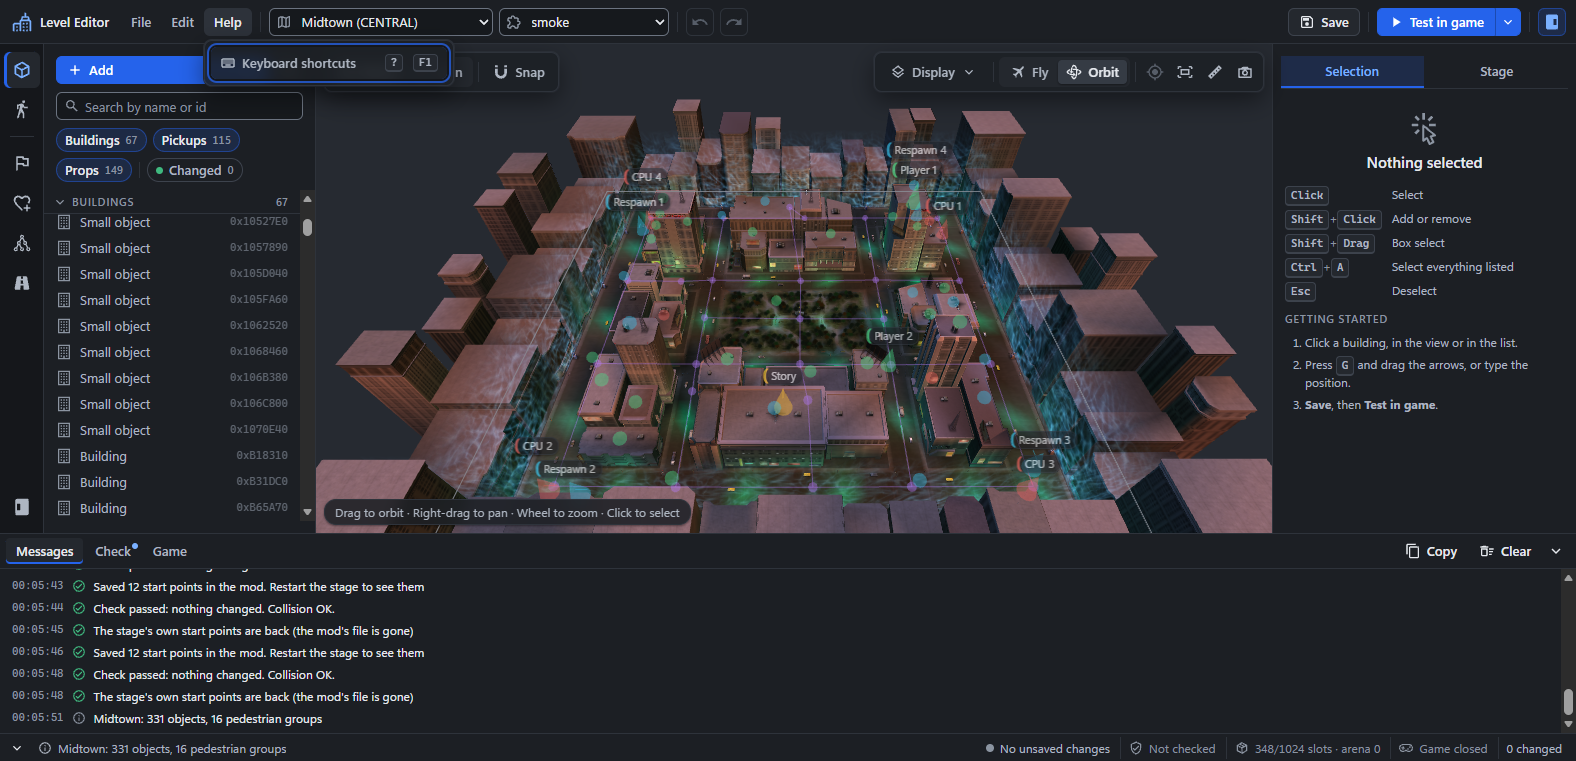 Level Editor File Edit Help Midtown (CENTRAL) smoke Save Test in game
Keyboard shortcuts ? F1
Add
n Snap
Display Fly Orbit
Selection Stage
Search by name or id
Buildings 67 Pickups 115
Props 149 Changed 0
BUILDINGS 67
Small object 0x10527E0
Small object 0x1057890
Small object 0x105D040
Small object 0x105FA60
Small object 0x1062520
Small object 0x1068460
Small object 0x106B380
Small object 0x106C800
Small object 0x1070E40
Building 0xB18310
Building 0xB31DC0
Building 0xB65A70
Respawn 4
Player 1
CPU 4
Respawn 1
CPU 1
Player 2
Story
CPU 2
Respawn 3
Respawn 2
CPU 3
Drag to orbit · Right-drag to pan · Wheel to zoom · Click to select
Nothing selected
Click Select
Shift + Click Add or remove
Shift + Drag Box select
Ctrl + A Select everything listed
Esc Deselect
GETTING STARTED
1. Click a building, in the view or in the list.
2. Press G and drag the arrows, or type the
position.
3. Save, then Test in game.
Messages Check Game Copy Clear
00:05:43 Saved 12 start points in the mod. Restart the stage to see them
00:05:44 Check passed: nothing changed. Collision OK.
00:05:45 The stage's own start points are back (the mod's file is gone)
00:05:46 Saved 12 start points in the mod. Restart the stage to see them
00:05:48 Check passed: nothing changed. Collision OK.
00:05:48 The stage's own start points are back (the mod's file is gone)
00:05:51 Midtown: 331 objects, 16 pedestrian groups
Midtown: 331 objects, 16 pedestrian groups No unsaved changes Not checked 348/1024 slots · arena 0 Game closed 0 changed